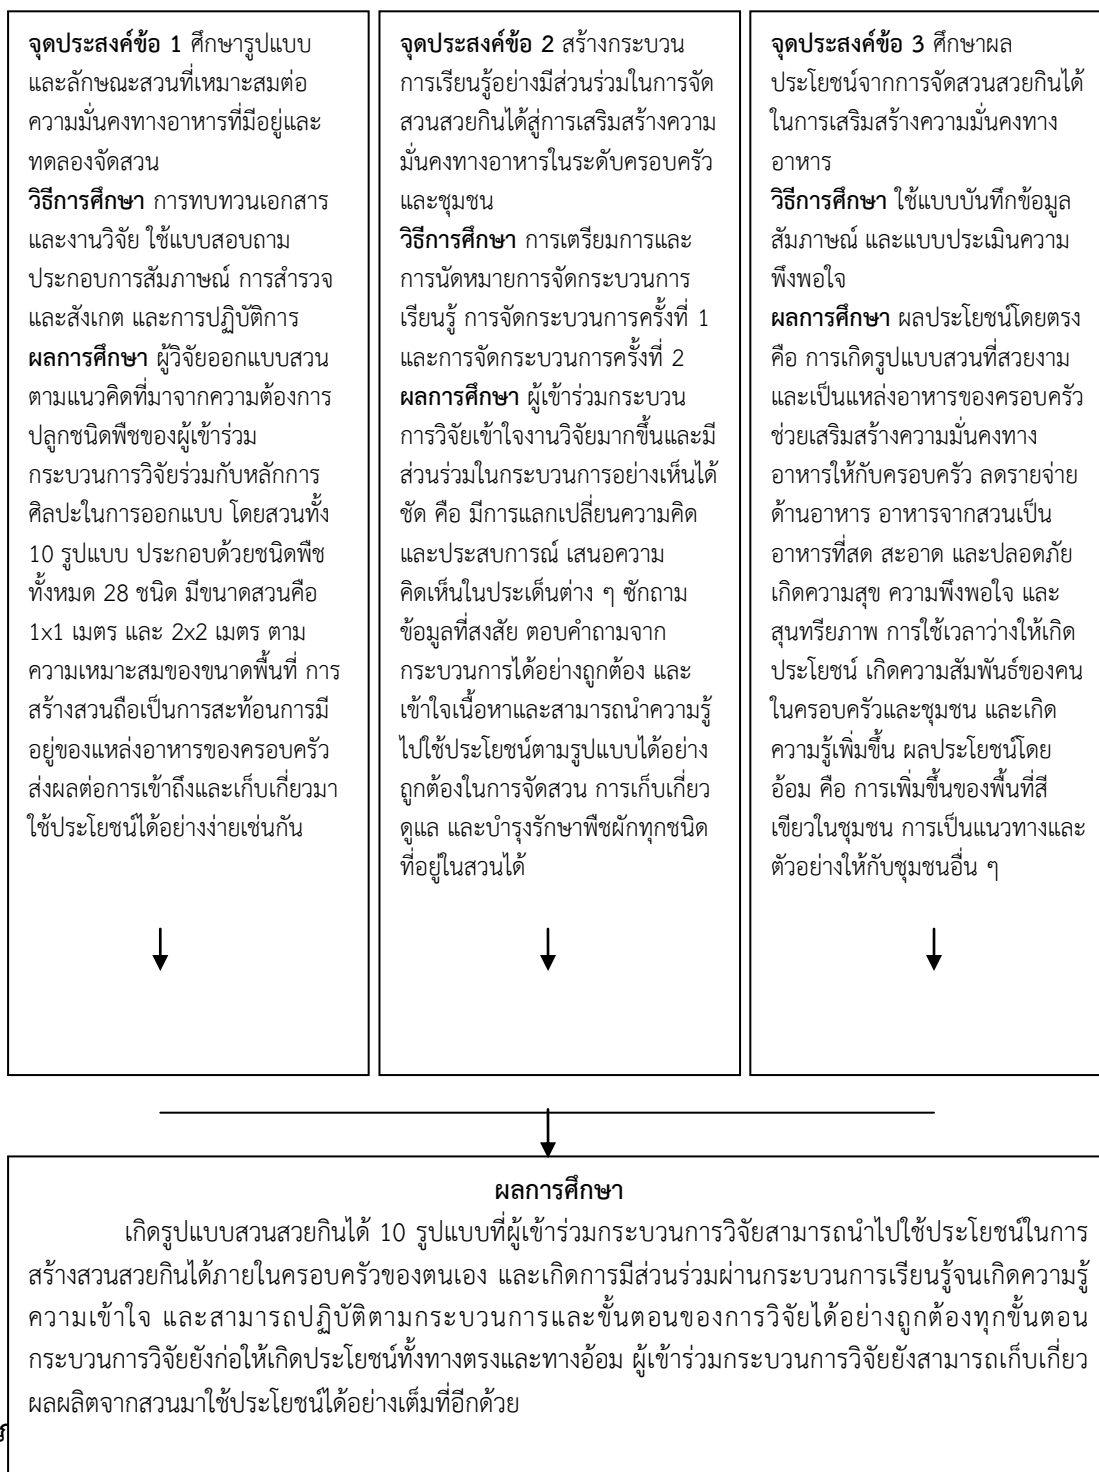 จุดประสงค์ข้อ 1 ศึกษารูปแบบ
และลักษณะสวนที่เหมาะสมต่อ
ความมั่นคงทางอาหารที่มีอยู่และ
ทดลองจัดสวน
วิธีการศึกษา การทบทวนเอกสาร
และงานวิจัย ใช้แบบสอบถาม
ประกอบการสัมภาษณ์ การสำรวจ
และสังเกต และการปฏิบัติการ
ผลการศึกษา ผู้วิจัยออกแบบสวน
ตามแนวคิดที่มาจากความต้องการ
ปลูกชนิดพืชของผู้เข้าร่วม
กระบวนการวิจัยร่วมกับหลักการ
ศิลปะในการออกแบบ โดยสวนทั้ง
10 รูปแบบ ประกอบด้วยชนิดพืช
ทั้งหมด 28 ชนิด มีขนาดสวนคือ
1x1 เมตร และ 2x2 เมตร ตาม
ความเหมาะสมของขนาดพื้นที่ การ
สร้างสวนถือเป็นการสะท้อนการมี
อยู่ของแหล่งอาหารของครอบครัว
ส่งผลต่อการเข้าถึงและเก็บเกี่ยวมา
ใช้ประโยชน์ได้อย่างง่ายเช่นกัน
จุดประสงค์ข้อ 2 สร้างกระบวน
การเรียนรู้อย่างมีส่วนร่วมในการจัด
สวนสวยกินได้สู่การเสริมสร้างความ
มั่นคงทางอาหารในระดับครอบครัว
และชุมชน
วิธีการศึกษา การเตรียมการและ
การนัดหมายการจัดกระบวนการ
เรียนรู้ การจัดกระบวนการครั้งที่ 1
และการจัดกระบวนการครั้งที่ 2
ผลการศึกษา ผู้เข้าร่วมกระบวน
การวิจัยเข้าใจงานวิจัยมากขึ้นและมี
ส่วนร่วมในกระบวนการอย่างเห็นได้
ชัด คือ มีการแลกเปลี่ยนความคิด
และประสบการณ์ เสนอความ
คิดเห็นในประเด็นต่าง ๆ ซักถาม
ข้อมูลที่สงสัย ตอบคำถามจาก
กระบวนการได้อย่างถูกต้อง และ
เข้าใจเนื้อหาและสามารถนำความรู้
ไปใช้ประโยชน์ตามรูปแบบได้อย่าง
ถูกต้องในการจัดสวน การเก็บเกี่ยว
ดูแล และบำรุงรักษาพืชผักทุกชนิด
ที่อยู่ในสวนได้
จุดประสงค์ข้อ 3 ศึกษาผล
ประโยชน์จากการจัดสวนสวยกินได้
ในการเสริมสร้างความมั่นคงทาง
อาหาร
วิธีการศึกษา ใช้แบบบันทึกข้อมูล
สัมภาษณ์ และแบบประเมินความ
พึงพอใจ
ผลการศึกษา ผลประโยชน์โดยตรง
คือ การเกิดรูปแบบสวนที่สวยงาม
และเป็นแหล่งอาหารของครอบครัว
ช่วยเสริมสร้างความมั่นคงทาง
อาหารให้กับครอบครัว ลดรายจ่าย
ด้านอาหาร อาหารจากสวนเป็น
อาหารที่สด สะอาด และปลอดภัย
เกิดความสุข ความพึงพอใจ และ
สุนทรียภาพ การใช้เวลาว่างให้เกิด
ประโยชน์ เกิดความสัมพันธ์ของคน
ในครอบครัวและชุมชน และเกิด
ความรู้เพิ่มขึ้น ผลประโยชน์โดย
อ้อม คือ การเพิ่มขึ้นของพื้นที่สี
เขียวในชุมชน การเป็นแนวทางและ
ตัวอย่างให้กับชุมชนอื่น ๆ
ผลการศึกษา
เกิดรูปแบบสวนสวยกินได้ 10 รูปแบบที่ผู้เข้าร่วมกระบวนการวิจัยสามารถนำไปใช้ประโยชน์ในการ
สร้างสวนสวยกินได้ภายในครอบครัวของตนเอง และเกิดการมีส่วนร่วมผ่านกระบวนการเรียนรู้จนเกิดความรู้
ความเข้าใจ และสามารถปฏิบัติตามกระบวนการและขั้นตอนของการวิจัยได้อย่างถูกต้องทุกขั้นตอน
กระบวนการวิจัยยังก่อให้เกิดประโยชน์ทั้งทางตรงและทางอ้อม ผู้เข้าร่วมกระบวนการวิจัยยังสามารถเก็บเกี่ยว
ผลผลิตจากสวนมาใช้ประโยชน์ได้อย่างเต็มที่อีกด้วย